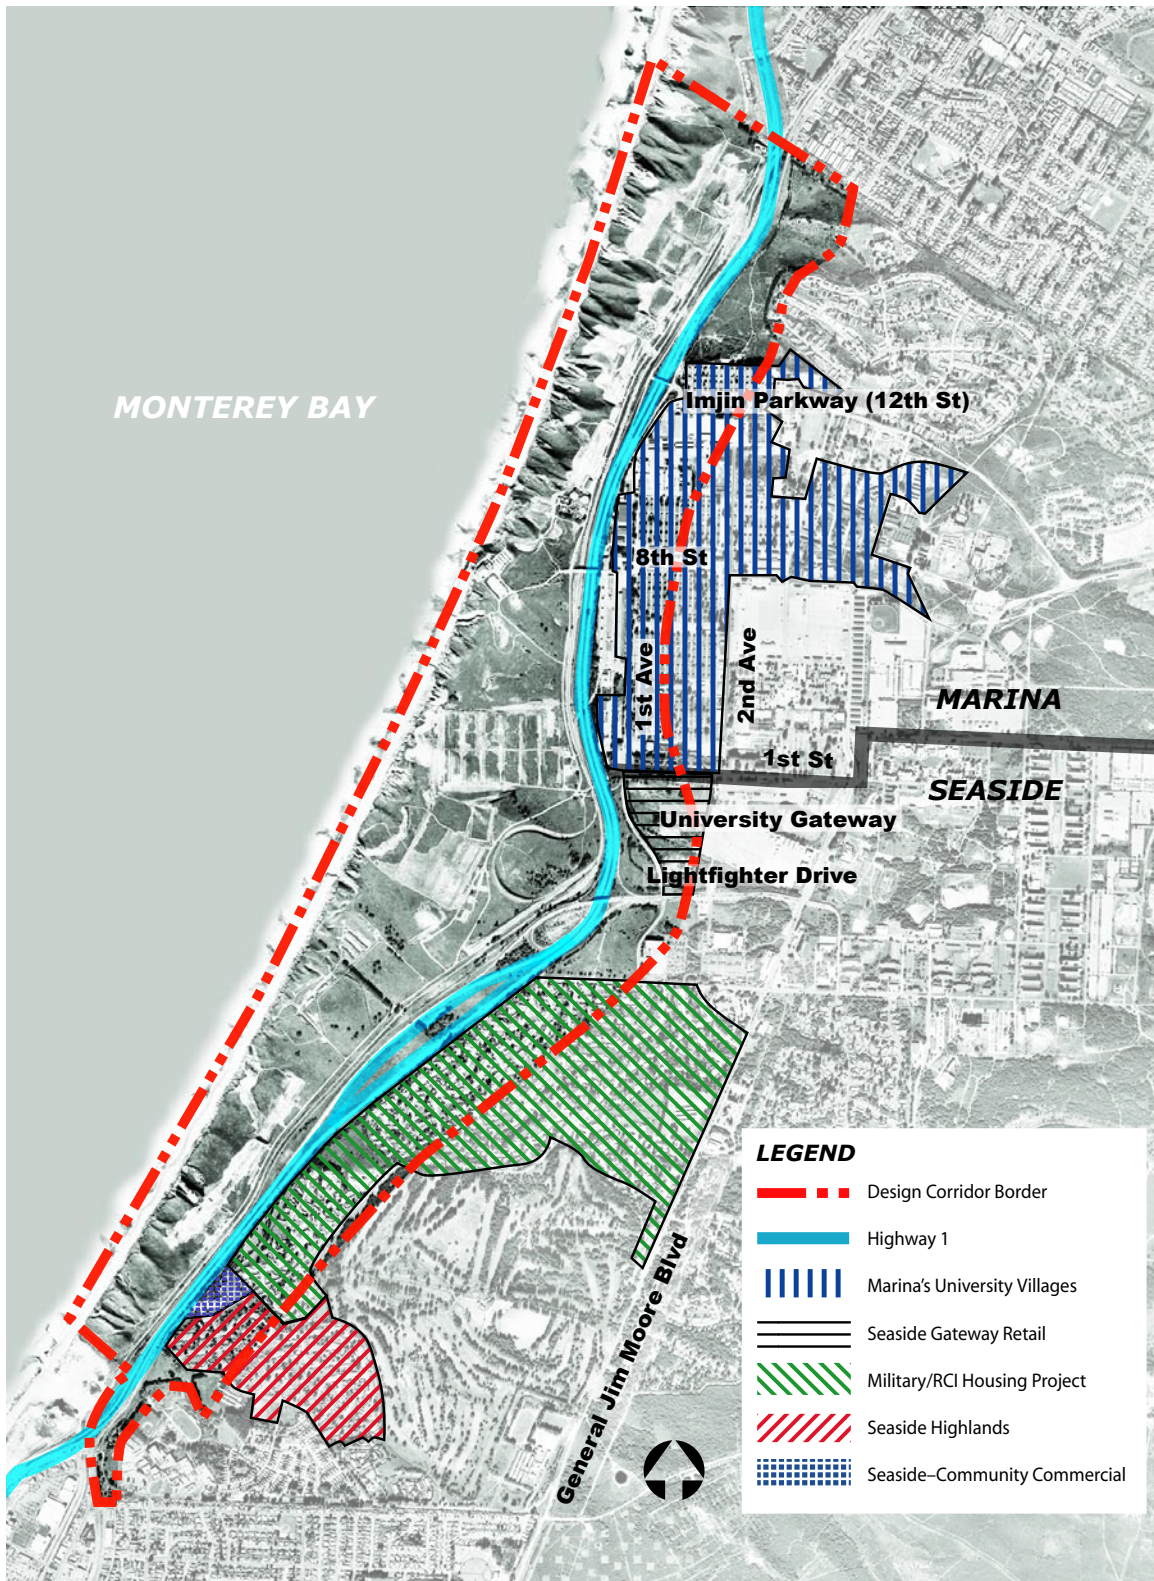 MONTEREY BAY
Imjin Parkway (12th St)
8th St
1st Ave
2nd Ave
MARINA
1st St
SEASIDE
University Gateway
Lightfighter Drive
General Jim Moore Blvd
LEGEND
Design Corridor Border
Highway 1
Marina’s University Villages
Seaside Gateway Retail
Military/RCI Housing Project
Seaside Highlands
Seaside–Community Commercial